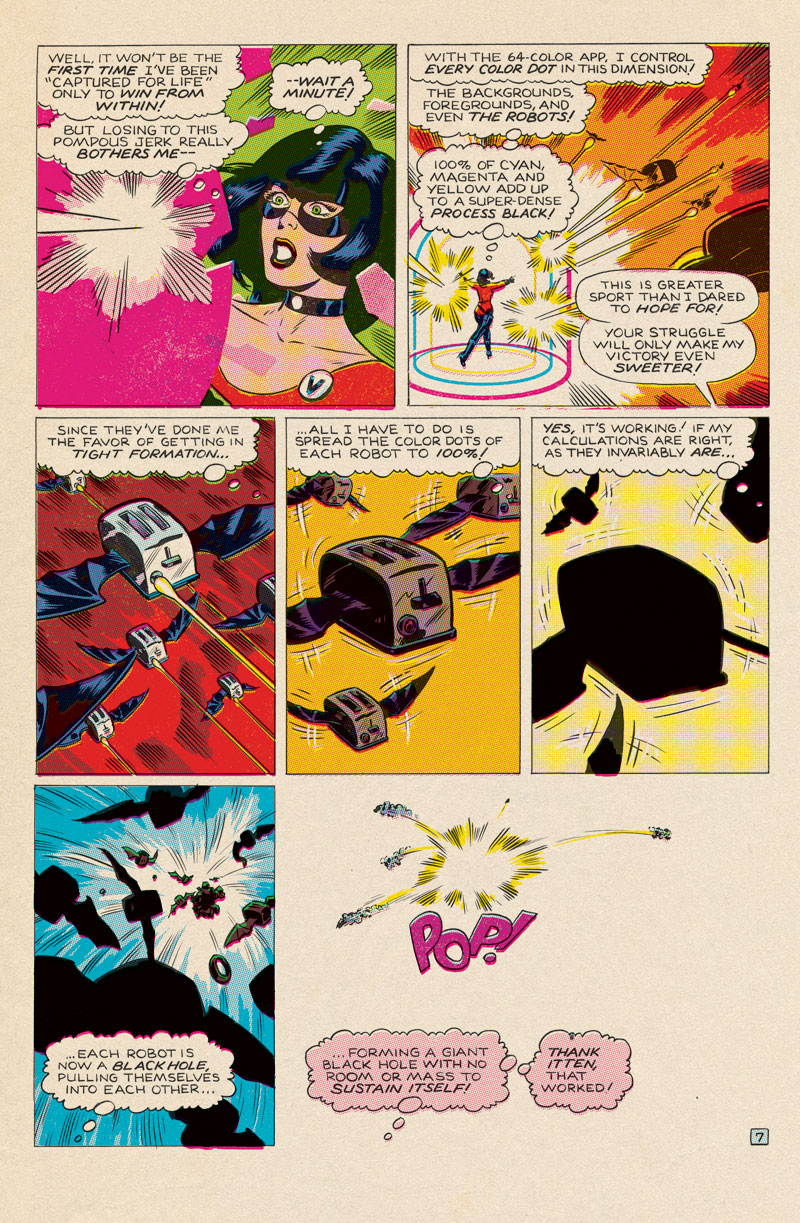 WELL, IT WON'T BE THE
FIRST TIME I'VE BEEN
"CAPTURED FOR LIFE"
ONLY TO WIN FROM
WITHIN!
BUT LOSING TO THIS
POMPOUS JERK REALLY
BOTHERS ME--
--WAIT A
MINUTE!
V
WITH THE 64-COLOR APP, I CONTROL
EVERY COLOR DOT IN THIS DIMENSION!
THE BACKGROUNDS,
FOREGROUNDS, AND
EVEN THE ROBOTS!
100% OF CYAN,
MAGENTA AND
YELLOW ADD UP
TO A SUPER-DENSE
PROCESS BLACK!
THIS IS GREATER
SPORT THAN I DARED
TO HOPE FOR!
YOUR STRUGGLE
WILL ONLY MAKE MY
VICTORY EVEN
SWEETER!
SINCE THEY'VE DONE ME
THE FAVOR OF GETTING IN
TIGHT FORMATION...
...ALL I HAVE TO DO IS
SPREAD THE COLOR DOTS OF
EACH ROBOT TO 100%!
YES, IT'S WORKING! IF MY
CALCULATIONS ARE RIGHT,
AS THEY INVARIABLY ARE...
...EACH ROBOT IS
NOW A BLACK HOLE,
PULLING THEMSELVES
INTO EACH OTHER...
POP!
...FORMING A GIANT
BLACK HOLE WITH NO
ROOM OR MASS TO
SUSTAIN ITSELF!
THANK
ITTEN,
THAT
WORKED!
7